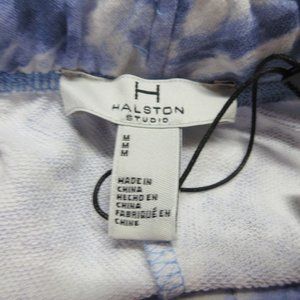 H
HALSTON
STUDIO
M
M
M
MADE IN
CHINA
HECHO EN
CHINA
FABRIQUÉ EN
CHINE